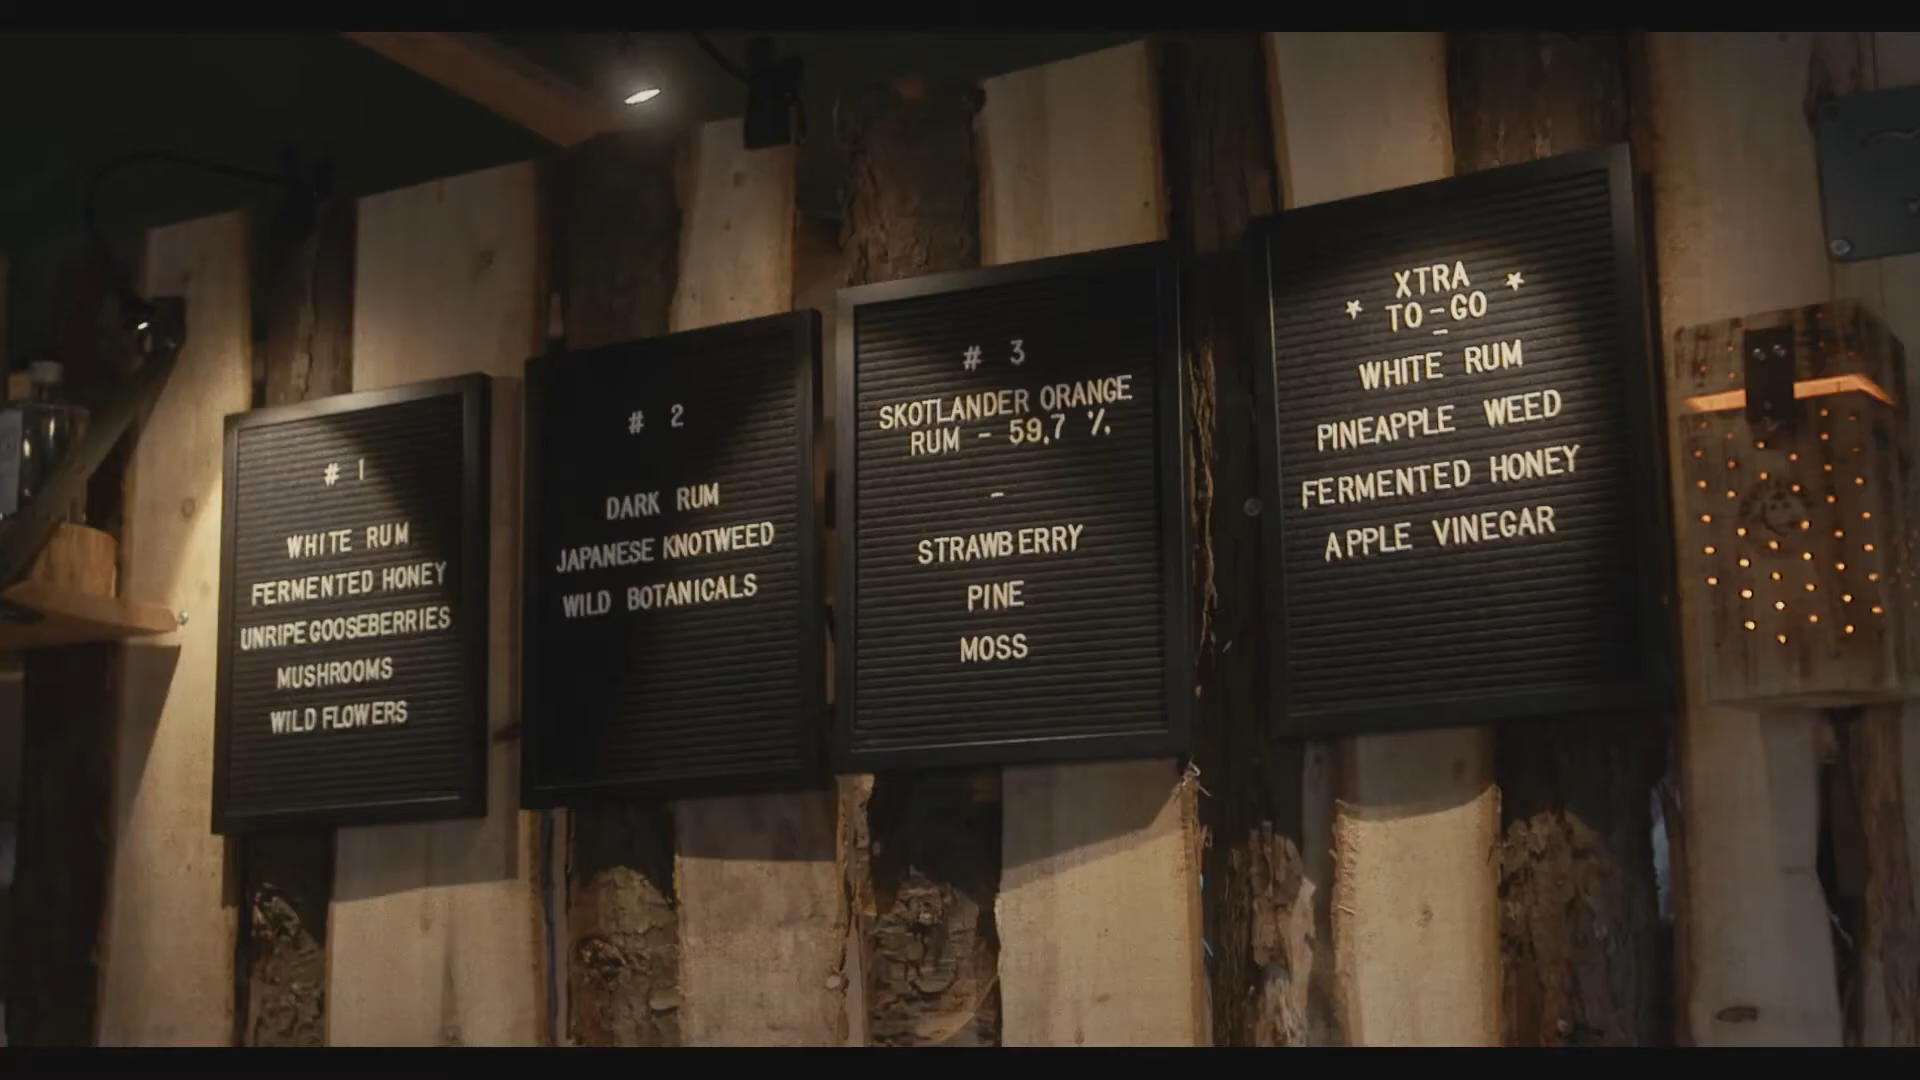 # 1
WHITE RUM
FERMENTED HONEY
UNRIPE GOOSEBERRIES
MUSHROOMS
WILD FLOWERS
# 2
DARK RUM
JAPANESE KNOTWEED
WILD BOTANICALS
# 3
SKOTLANDER ORANGE
RUM - 59,7 %
-
STRAWBERRY
PINE
MOSS
XTRA
* TO-GO *
-
WHITE RUM
PINEAPPLE WEED
FERMENTED HONEY
APPLE VINEGAR